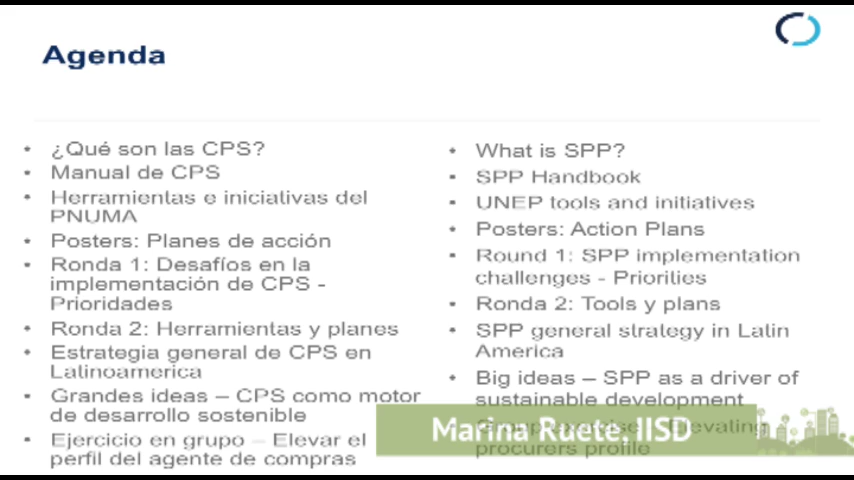 Agenda
¿Qué son las CPS?
Manual de CPS
Herramientas e iniciativas del
PNUMA
Posters: Planes de acción
Ronda 1: Desafíos en la
implementación de CPS -
Prioridades
Ronda 2: Herramientas y planes
Estrategia general de CPS en
Latinoamerica
Grandes ideas – CPS como motor
de desarrollo sostenible
Ejercicio en grupo – Elevar el
perfil del agente de compras
What is SPP?
SPP Handbook
UNEP tools and initiatives
Posters: Action Plans
Round 1: SPP implementation
challenges - Priorities
Ronda 2: Tools y plans
SPP general strategy in Latin
America
Big ideas – SPP as a driver of
sustainable development
elevating
procurers profile
Marina Ruete, IISD